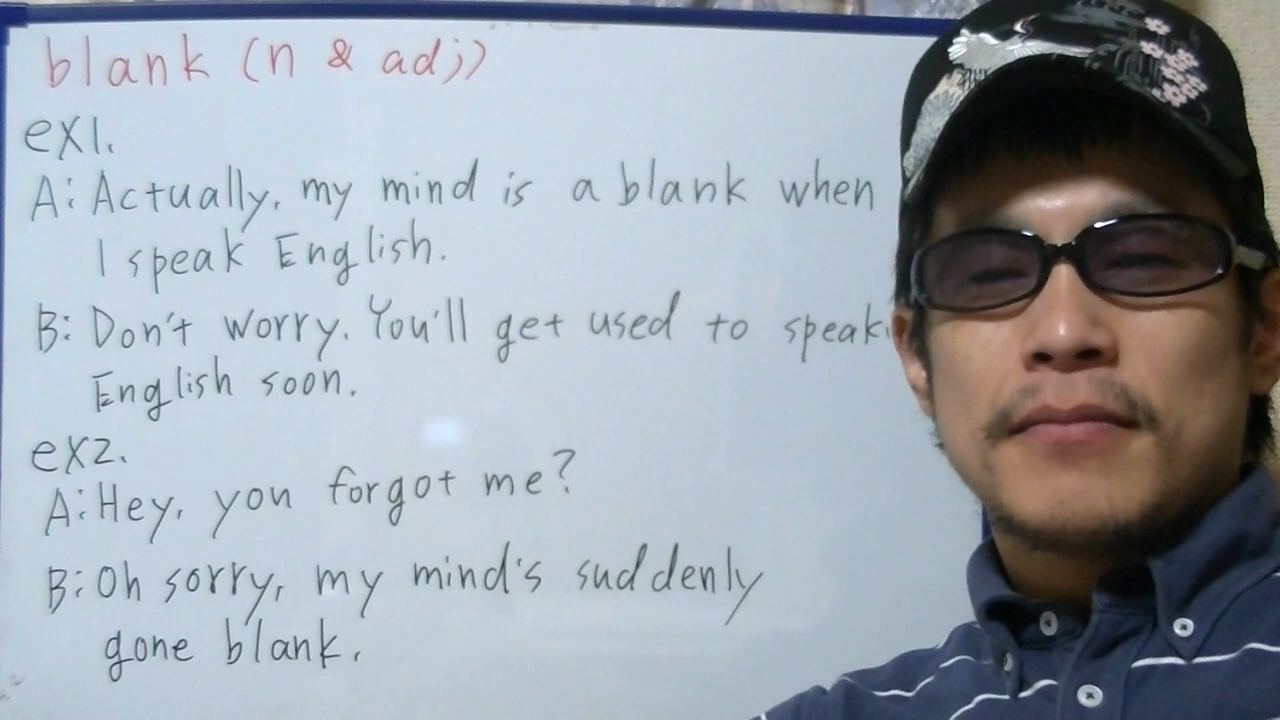 blank (n & adj)
ex1.
A: Actually, my mind is a blank when
I speak English.
B: Don't worry. You'll get used to speak
English soon.
ex2.
A: Hey, you forgot me?
B: Oh sorry, my mind's suddenly
gone blank.